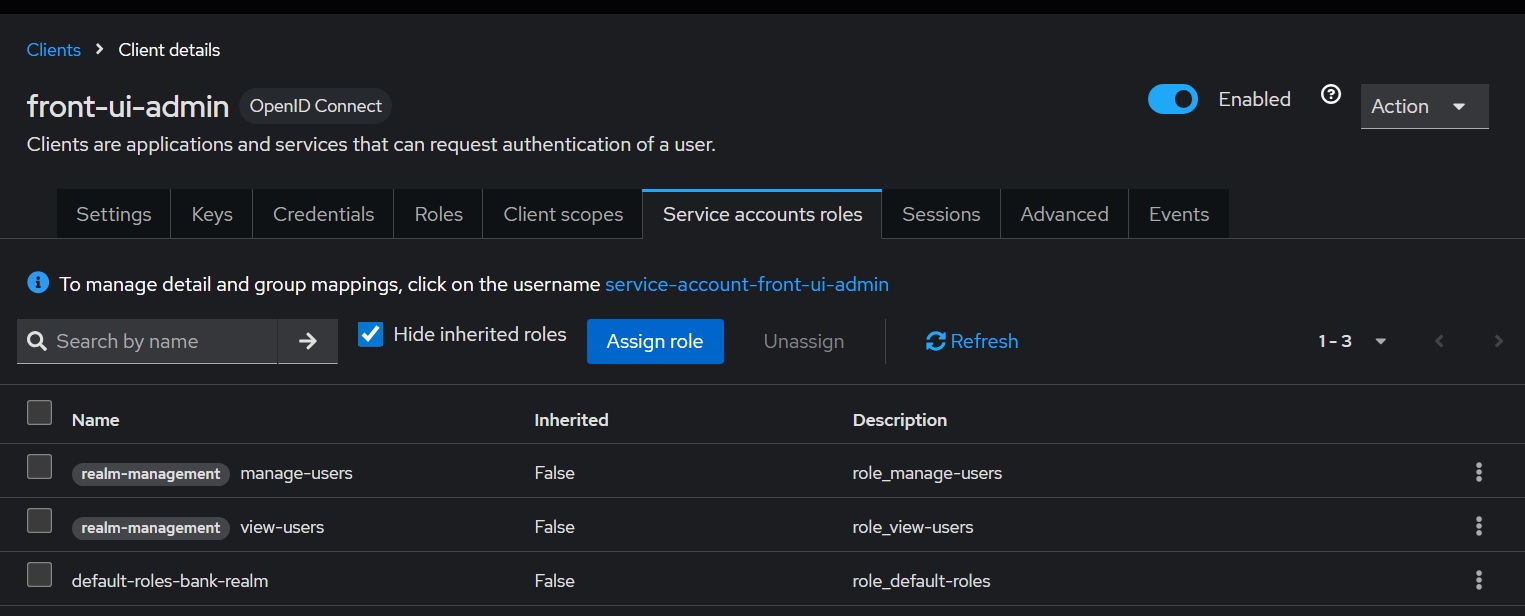 Clients > Client details
front-ui-admin OpenID Connect Enabled Action
Clients are applications and services that can request authentication of a user.
Settings Keys Credentials Roles Client scopes Service accounts roles Sessions Advanced Events
To manage detail and group mappings, click on the username service-account-front-ui-admin
Search by name Hide inherited roles Assign role Unassign Refresh 1 - 3
Name Inherited Description
realm-management manage-users False role_manage-users
realm-management view-users False role_view-users
default-roles-bank-realm False role_default-roles